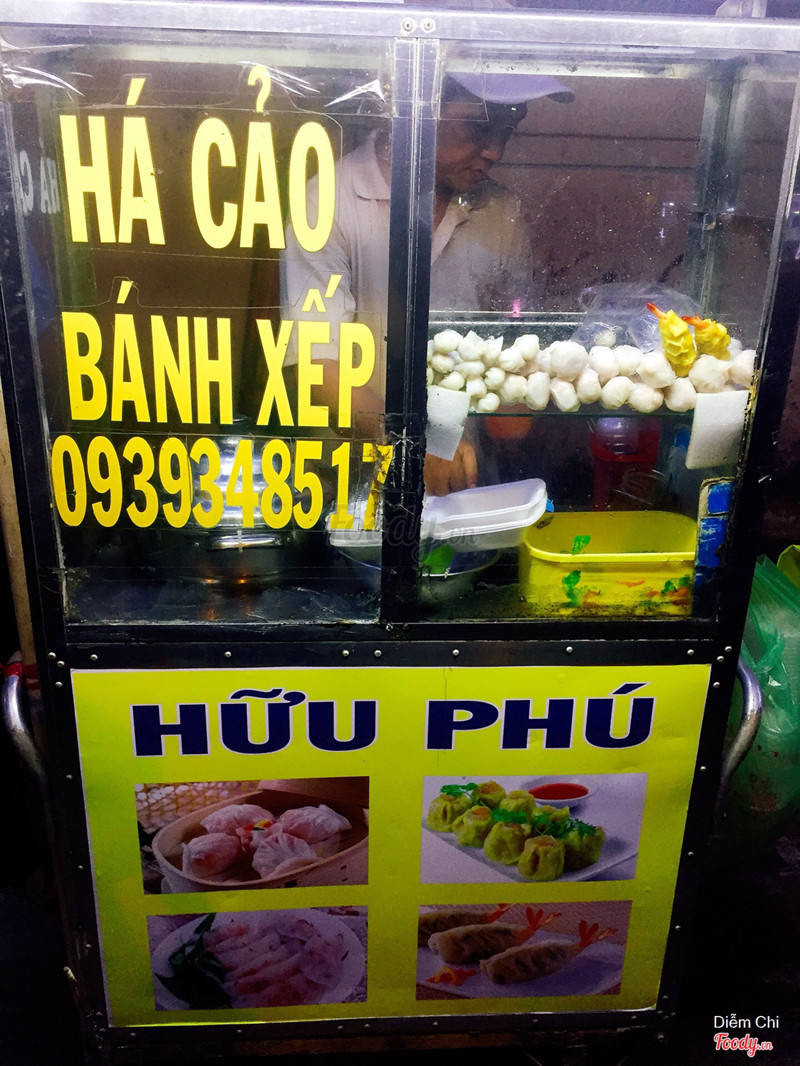 HÁ CẢO
BÁNH XẾP
0939348517
HỮU PHÚ
Diễm Chi
Foody.vn